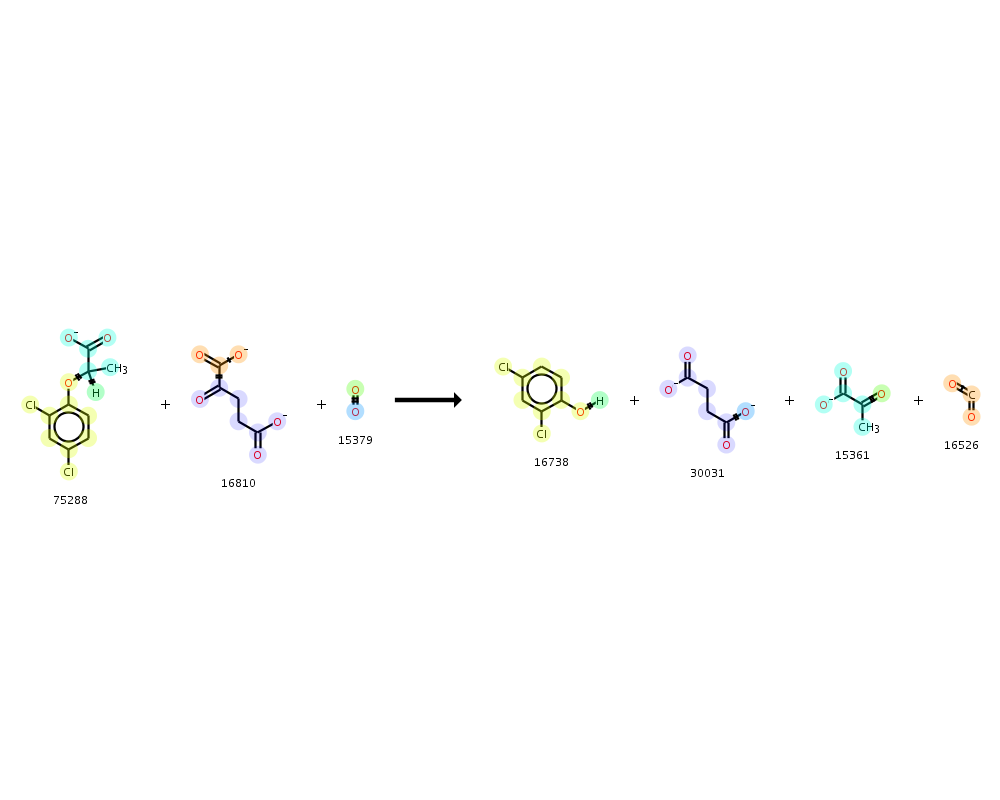 O⁻ O
CH₃
O H
Cl
Cl
75288
+
O O⁻
O
O⁻
O
16810
+
O
O
15379
Cl
O H
Cl
16738
+
O
O⁻
O⁻
O
30031
+
O
O⁻ O
CH₃
15361
+
O
C
O
16526